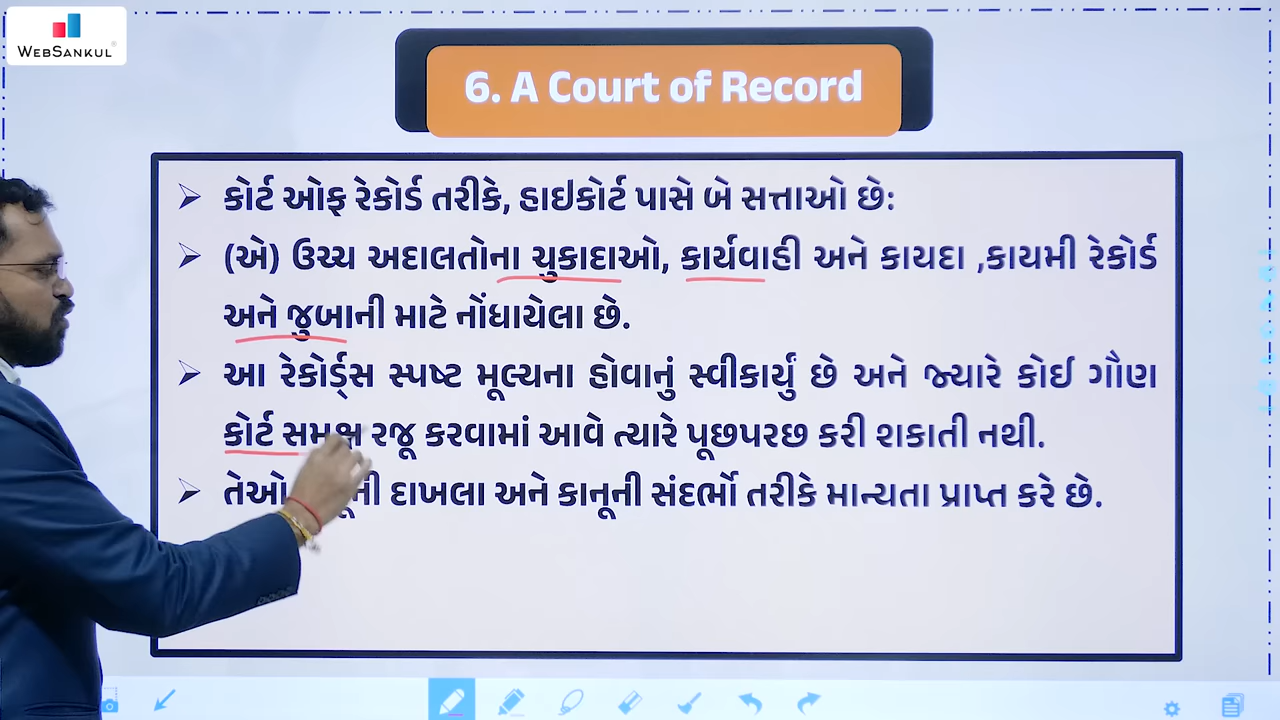 WEBSANKUL®
6. A Court of Record
➢ કોર્ટ ઓફ રેકોર્ડ તરીકે, હાઇકોર્ટ પાસે બે સત્તાઓ છે:
➢ (એ) ઉચ્ચ અદાલતોના ચુકાદાઓ, કાર્યવાહી અને કાયદા ,કાયમી રેકોર્ડ
અને જુબાની માટે નોંધાયેલા છે.
➢ આ રેકોર્ડ્સ સ્પષ્ટ મૂલ્યના હોવાનું સ્વીકાર્યું છે અને જ્યારે કોઈ ગૌણ
કોર્ટ સમક્ષ રજૂ કરવામાં આવે ત્યારે પૂછપરછ કરી શકાતી નથી.
➢ તેઓ દાખલા અને કાનૂની સંદર્ભો તરીકે માન્યતા પ્રાપ્ત કરે છે.